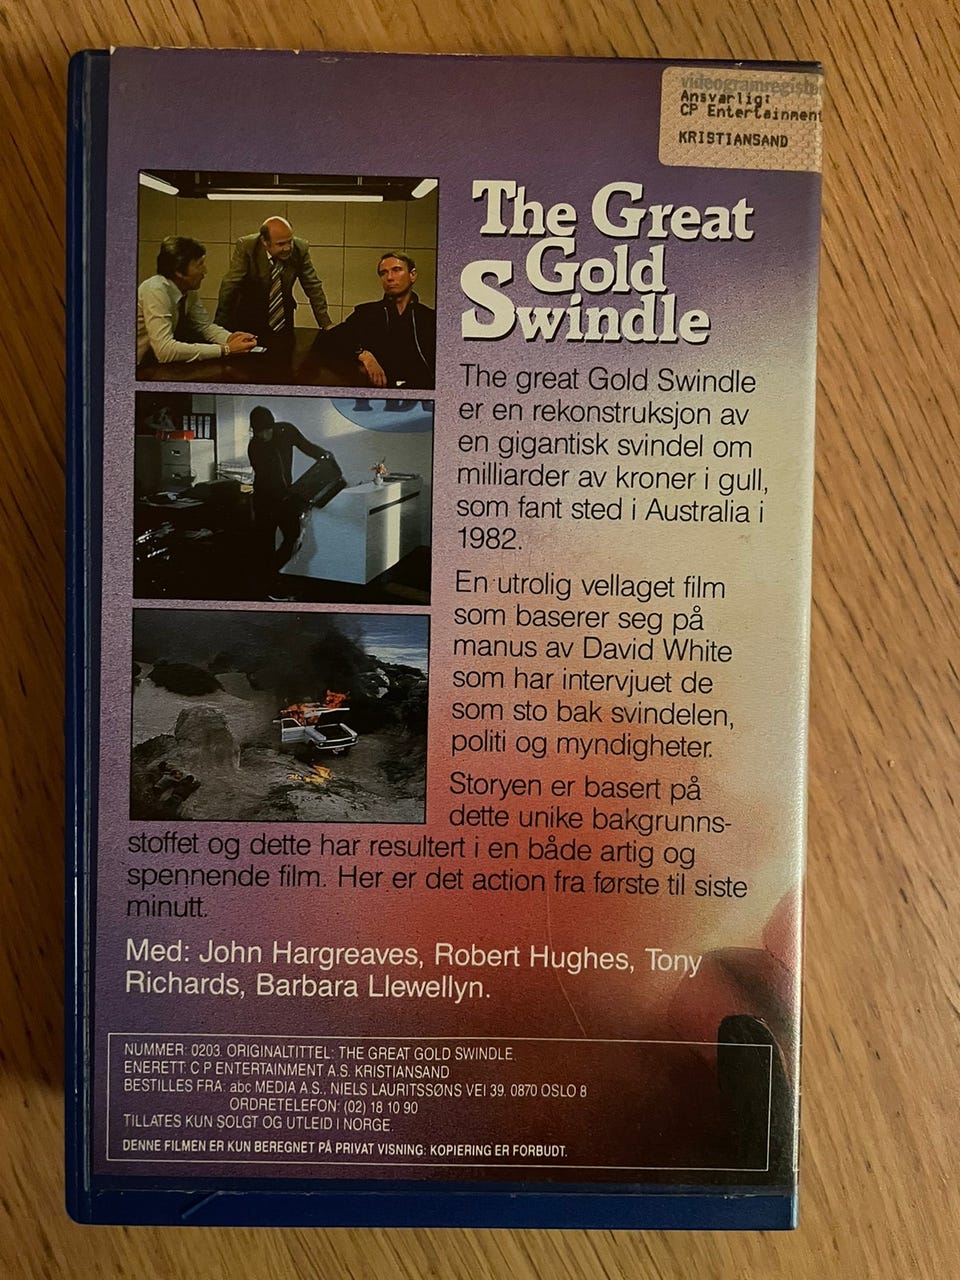 videogramregister
Ansvarlig:
CP Entertainment
KRISTIANSAND
The Great
Gold
Swindle
The great Gold Swindle
er en rekonstruksjon av
en gigantisk svindel om
milliarder av kroner i gull,
som fant sted i Australia i
1982.
En utrolig vellaget film
som baserer seg på
manus av David White
som har intervjuet de
som sto bak svindelen,
politi og myndigheter.
Storyen er basert på
dette unike bakgrunns-
stoffet og dette har resultert i en både artig og
spennende film. Her er det action fra første til siste
minutt.
Med: John Hargreaves, Robert Hughes, Tony
Richards, Barbara Llewellyn.
NUMMER: 0203. ORIGINALTITTEL: THE GREAT GOLD SWINDLE.
ENERETT: C P ENTERTAINMENT A.S. KRISTIANSAND
BESTILLES FRA: abc MEDIA A.S., NIELS LAURITSSØNS VEI 39, 0870 OSLO 8
ORDRETELEFON: (02) 18 10 90
TILLATES KUN SOLGT OG UTLEID I NORGE.
DENNE FILMEN ER KUN BEREGNET PÅ PRIVAT VISNING: KOPIERING ER FORBUDT.